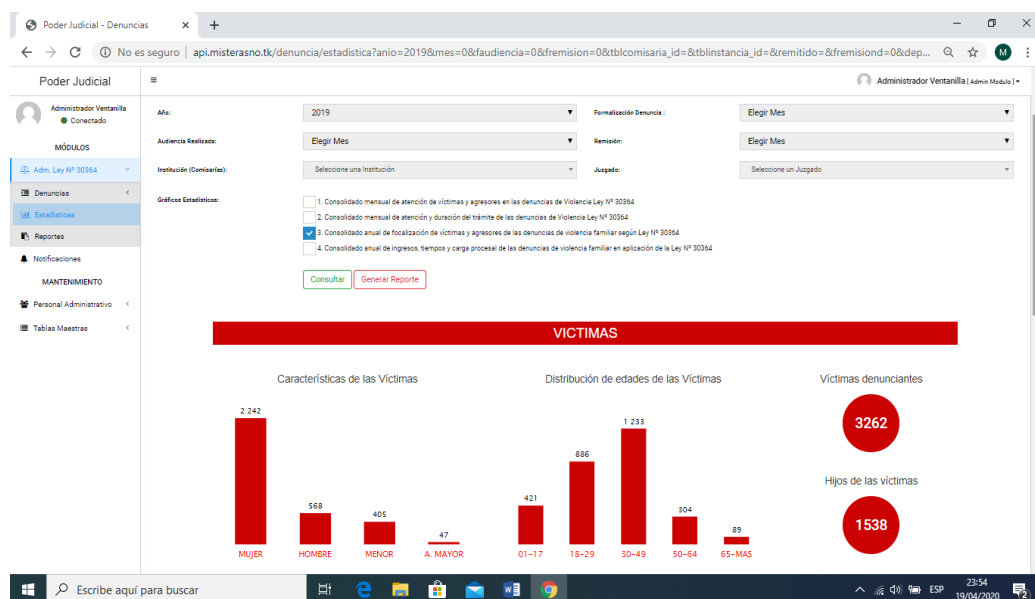 Poder Judicial - Denuncias
No es seguro | api.misterasno.tk/denuncia/estadistica?anio=2019&mes=0&faudiencia=0&fremision=0&tblcomisaria_id=&tblinstancia_id=&remitido=&fremisiond=0&dep...
M
Poder Judicial
Administrador Ventanilla [ Admin Modulo ]
Administrador Ventanilla
Conectado
MÓDULOS
Adm. Ley Nº 30364
Denuncias
Estadísticas
Reportes
Notificaciones
MANTENIMIENTO
Personal Administrativo
Tablas Maestras
Año: 2019 Formalización Denuncia : Elegir Mes
Audiencia Realizada: Elegir Mes Remisión: Elegir Mes
Institución (Comisarías): Seleccione una Institución Juzgado: Seleccione un Juzgado
Gráficos Estadísticos:
1. Consolidado mensual de atención de víctimas y agresores en las denuncias de Violencia Ley Nº 30364
2. Consolidado mensual de atención y duración del trámite de las denuncias de Violencia Ley Nº 30364
3. Consolidado anual de focalización de víctimas y agresores de las denuncias de violencia familiar según Ley Nº 30364
4. Consolidado anual de ingresos, tiempos y carga procesal de las denuncias de violencia familiar en aplicación de la Ley Nº 30364
Consultar Generar Reporte
VICTIMAS
Características de las Víctimas
2 242
568
405
47
MUJER HOMBRE MENOR A. MAYOR
Distribución de edades de las Víctimas
421
886
1 233
304
89
01-17 18-29 30-49 50-64 65-MAS
Víctimas denunciantes
3262
Hijos de las víctimas
1538
Escribe aquí para buscar
ESP
23:54
19/04/2020